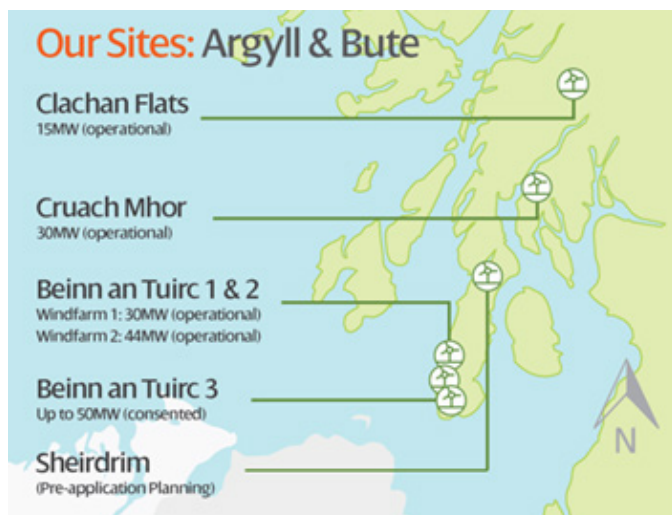 Our Sites: Argyll & Bute
Clachan Flats
15MW (operational)
Cruach Mhor
30MW (operational)
Beinn an Tuirc 1 & 2
Windfarm 1: 30MW (operational)
Windfarm 2: 44MW (operational)
Beinn an Tuirc 3
Up to 50MW (consented)
Sheirdrim
(Pre-application Planning)
N